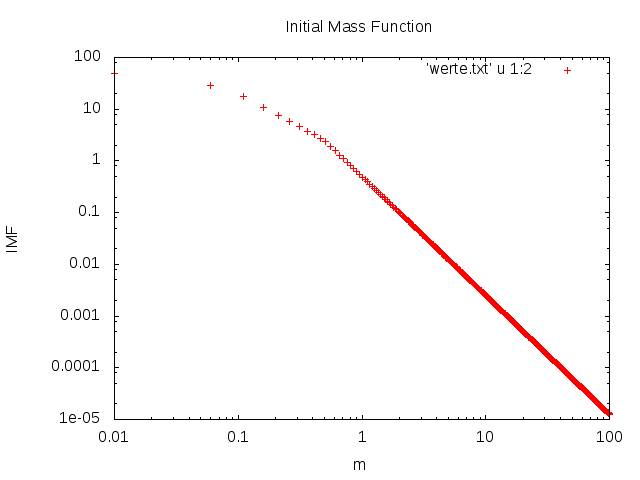 Initial Mass Function
'werte.txt' u 1:2
100
10
1
0.1
0.01
0.001
0.0001
1e-05
IMF
0.01 0.1 1 10 100
m